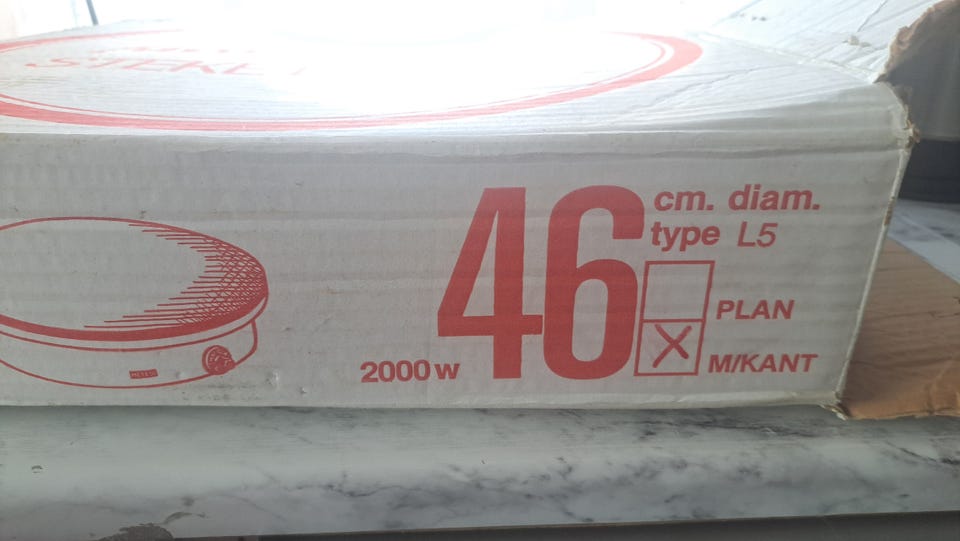 46
cm. diam.
type L5
PLAN
2000 W
X M/KANT